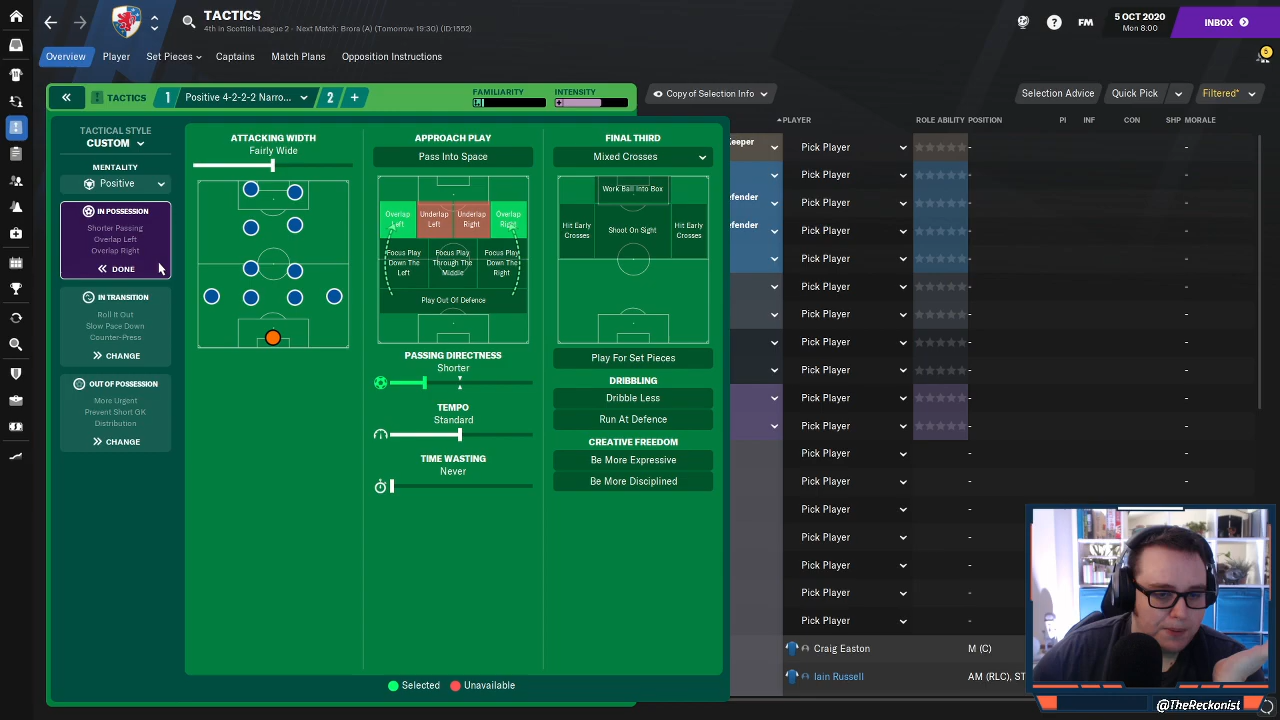 TACTICS
4th in Scottish League 2 - Next Match: Brora (A) (Tomorrow 19:30) (ID:1552)
FM
5 OCT 2020
Mon 8:00
INBOX
Overview
Player
Set Pieces
Captains
Match Plans
Opposition Instructions
5
TACTICS
1
Positive 4-2-2-2 Narro...
2
FAMILIARITY
INTENSITY
Copy of Selection Info
Selection Advice
Quick Pick
Filtered*
TACTICAL STYLE
CUSTOM
MENTALITY
Positive
IN POSSESSION
Shorter Passing
Overlap Left
Overlap Right
DONE
IN TRANSITION
Roll It Out
Slow Pace Down
Counter-Press
CHANGE
OUT OF POSSESSION
More Urgent
Prevent Short GK
Distribution
CHANGE
ATTACKING WIDTH
Fairly Wide
APPROACH PLAY
Pass Into Space
Overlap Left
Underlap Left
Underlap Right
Overlap Right
Focus Play Down The Left
Focus Play Through The Middle
Focus Play Down The Right
Play Out Of Defence
PASSING DIRECTNESS
Shorter
TEMPO
Standard
TIME WASTING
Never
FINAL THIRD
Mixed Crosses
Work Ball Into Box
Hit Early Crosses
Shoot On Sight
Hit Early Crosses
Play For Set Pieces
DRIBBLING
Dribble Less
Run At Defence
CREATIVE FREEDOM
Be More Expressive
Be More Disciplined
Selected
Unavailable
PLAYER
PI
INF
ROLE ABILITY
POSITION
CON
SHP
MORALE
Keeper
Pick Player
-
-
Pick Player
-
-
efender
Pick Player
-
-
efender
Pick Player
-
-
Pick Player
-
-
Pick Player
-
-
Pick Player
-
-
Pick Player
-
-
Pick Player
-
-
Pick Player
-
-
Pick Player
-
-
Pick Player
-
-
Pick Player
-
-
Pick Player
-
Pick Player
-
Pick Player
-
Pick Player
-
Pick Player
-
Craig Easton
M (C)
Iain Russell
AM (RLC), ST
@TheReckonist